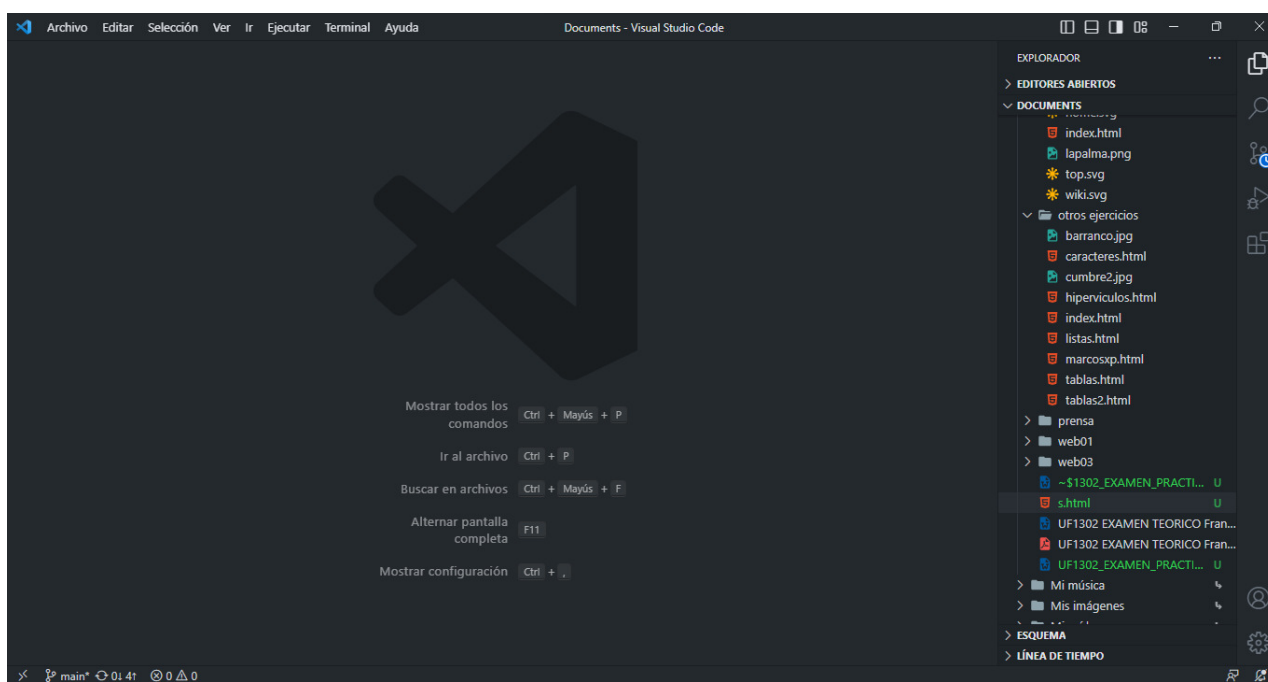 Archivo Editar Selección Ver Ir Ejecutar Terminal Ayuda Documents - Visual Studio Code
EXPLORADOR
EDITORES ABIERTOS
DOCUMENTS
index.html
lapalma.png
top.svg
wiki.svg
otros ejercicios
barranco.jpg
caracteres.html
cumbre2.jpg
hiperviculos.html
index.html
listas.html
marcosxp.html
tablas.html
tablas2.html
prensa
web01
web03
~$1302_EXAMEN_PRACTI... U
s.html U
UF1302 EXAMEN TEORICO Fran...
UF1302 EXAMEN TEORICO Fran...
UF1302_EXAMEN_PRACTI... U
Mi música
Mis imágenes
ESQUEMA
LÍNEA DE TIEMPO
Mostrar todos los
comandos Ctrl + Mayús + P
Ir al archivo Ctrl + P
Buscar en archivos Ctrl + Mayús + F
Alternar pantalla
completa F11
Mostrar configuración Ctrl + ,
main* 0↓ 4↑ 0 0